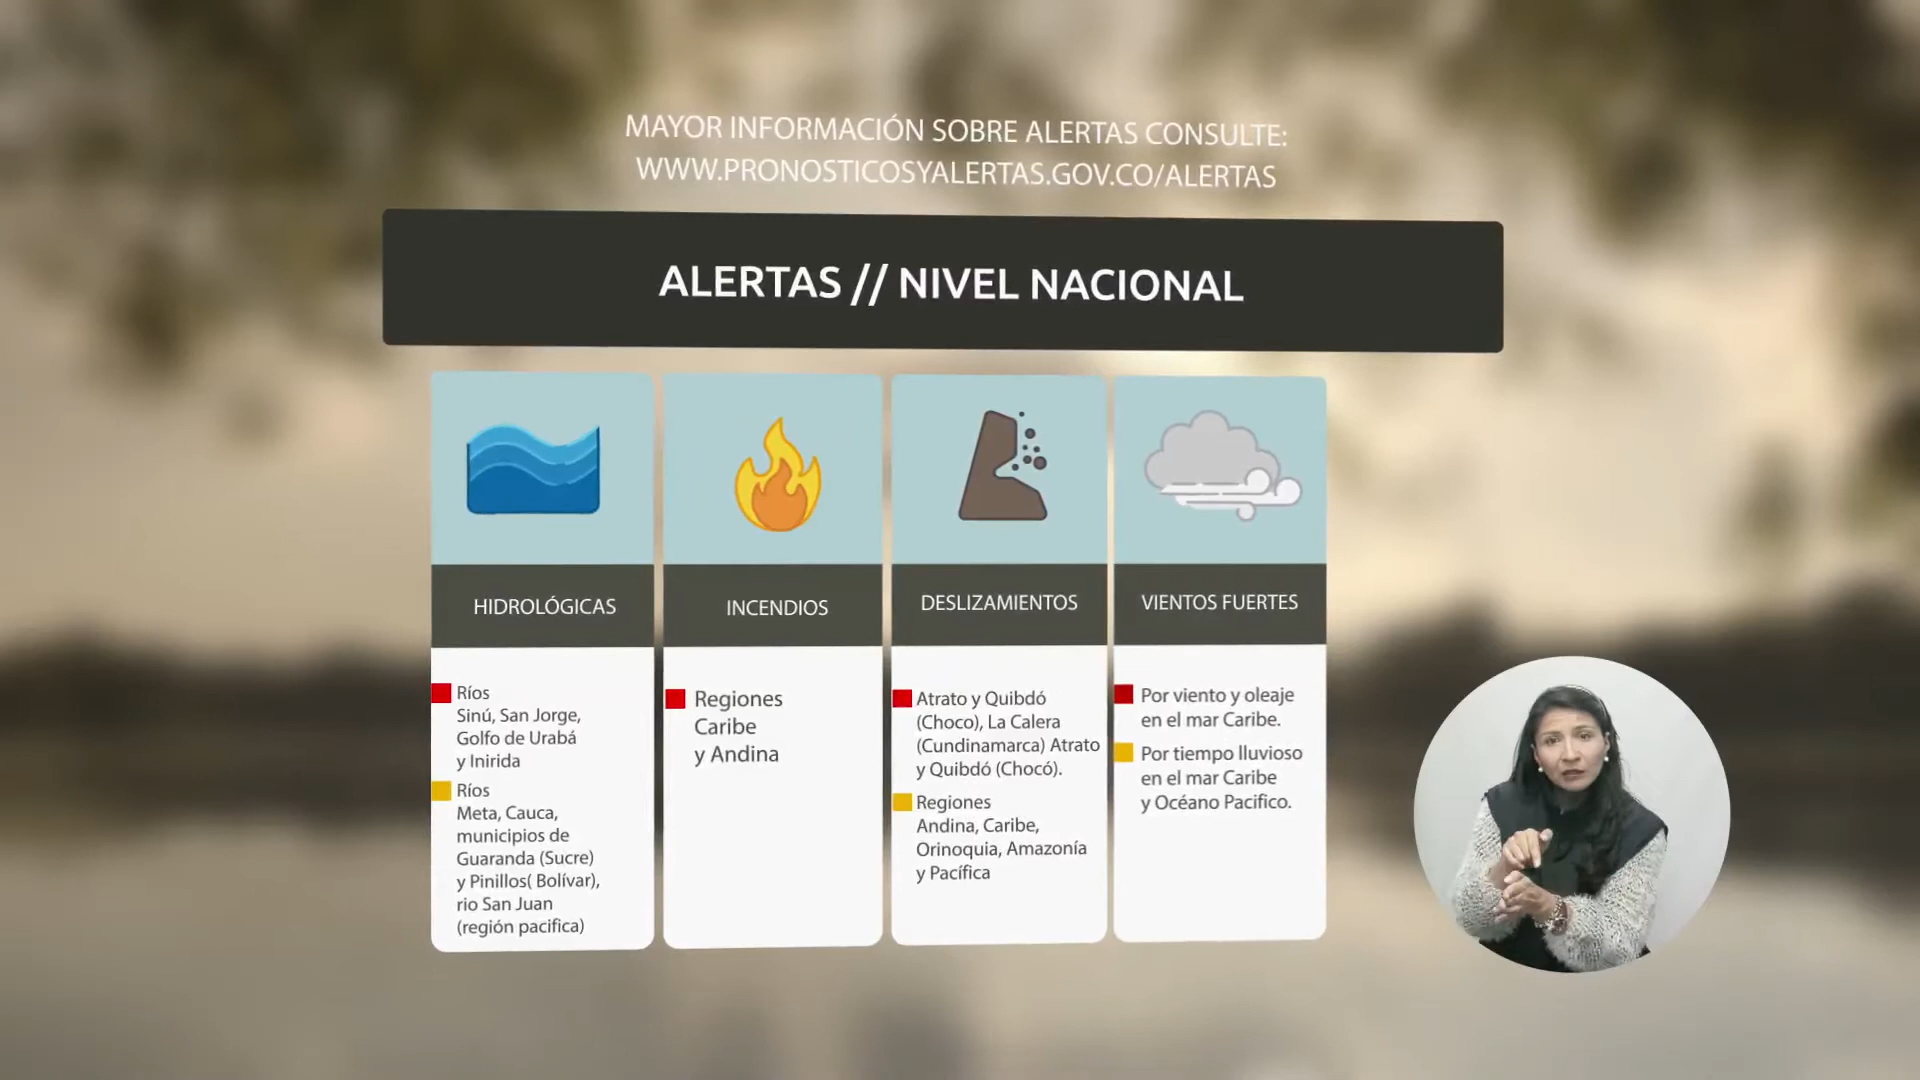 MAYOR INFORMACIÓN SOBRE ALERTAS CONSULTE:
WWW.PRONOSTICOSYALERTAS.GOV.CO/ALERTAS
ALERTAS // NIVEL NACIONAL
HIDROLÓGICAS
Ríos
Sinú, San Jorge,
Golfo de Urabá
y Inirida
Ríos
Meta, Cauca,
municipios de
Guaranda (Sucre)
y Pinillos( Bolívar),
rio San Juan
(región pacifica)
INCENDIOS
Regiones
Caribe
y Andina
DESLIZAMIENTOS
Atrato y Quibdó
(Choco), La Calera
(Cundinamarca) Atrato
y Quibdó (Chocó).
Regiones
Andina, Caribe,
Orinoquia, Amazonía
y Pacífica
VIENTOS FUERTES
Por viento y oleaje
en el mar Caribe.
Por tiempo lluvioso
en el mar Caribe
y Océano Pacifico.